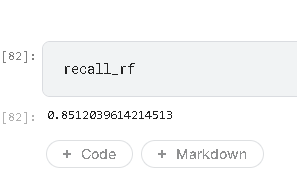 [82]:
recall_rf
[82]: 0.8512039614214513
+ Code + Markdown